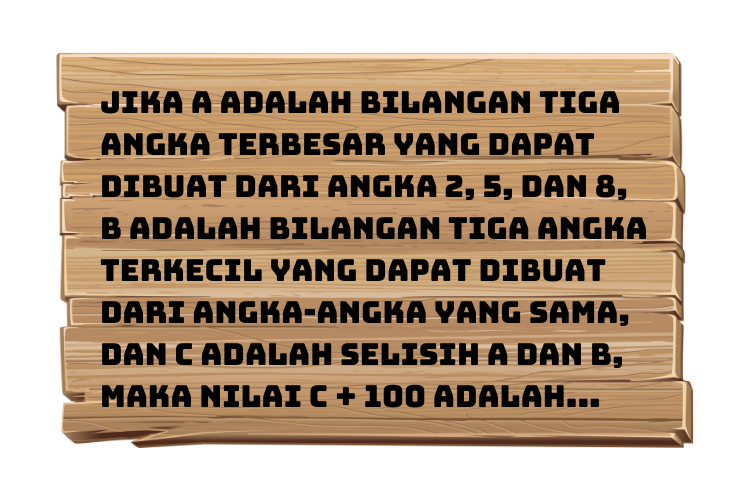 JIKA A ADALAH BILANGAN TIGA
ANGKA TERBESAR YANG DAPAT
DIBUAT DARI ANGKA 2, 5, DAN 8,
B ADALAH BILANGAN TIGA ANGKA
TERKECIL YANG DAPAT DIBUAT
DARI ANGKA-ANGKA YANG SAMA,
DAN C ADALAH SELISIH A DAN B,
MAKA NILAI C + 100 ADALAH...